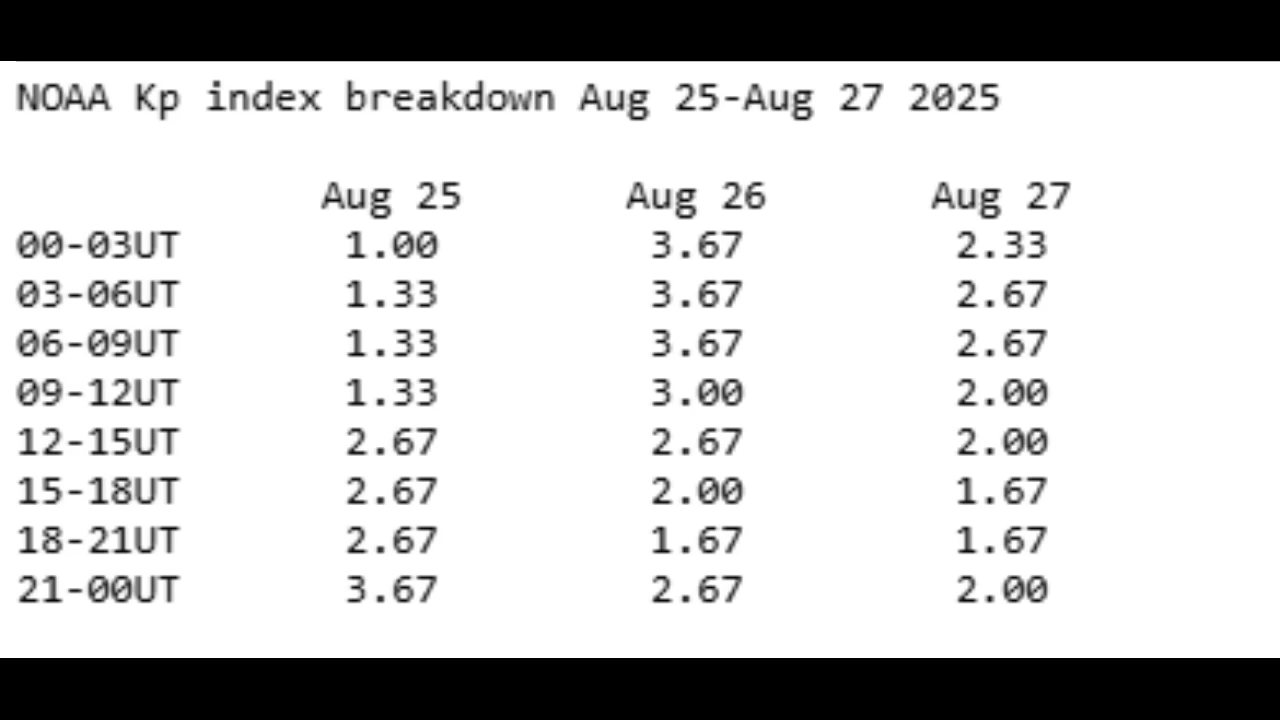 NOAA Kp index breakdown Aug 25-Aug 27 2025
Aug 25 Aug 26 Aug 27
00-03UT 1.00 3.67 2.33
03-06UT 1.33 3.67 2.67
06-09UT 1.33 3.67 2.67
09-12UT 1.33 3.00 2.00
12-15UT 2.67 2.67 2.00
15-18UT 2.67 2.00 1.67
18-21UT 2.67 1.67 1.67
21-00UT 3.67 2.67 2.00